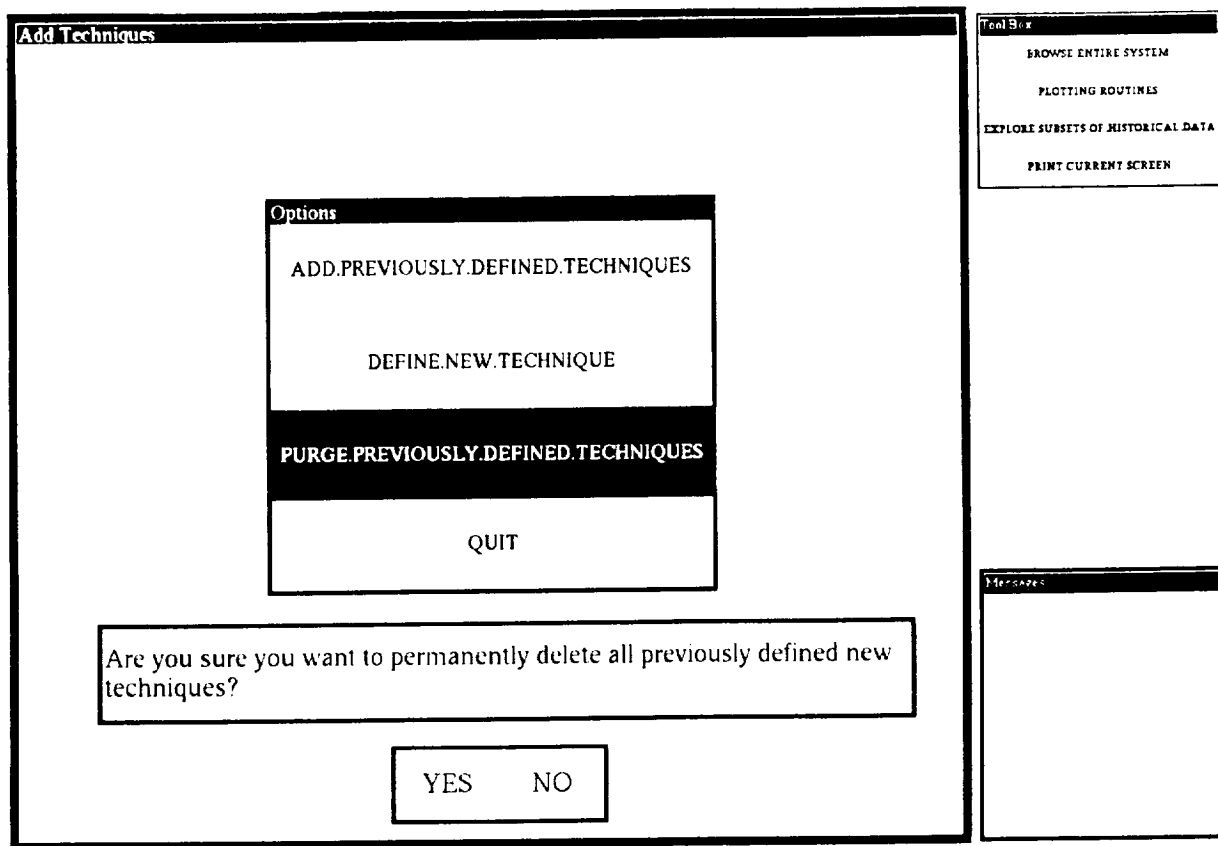 Add Techniques
Options
ADD.PREVIOUSLY.DEFINED.TECHNIQUES
DEFINE.NEW.TECHNIQUE
PURGE.PREVIOUSLY.DEFINED.TECHNIQUES
QUIT
Are you sure you want to permanently delete all previously defined new
techniques?
YES NO
Tool Box
BROWSE ENTIRE SYSTEM
PLOTTING ROUTINES
EXPLORE SUBSETS OF HISTORICAL DATA
PRINT CURRENT SCREEN
Messages